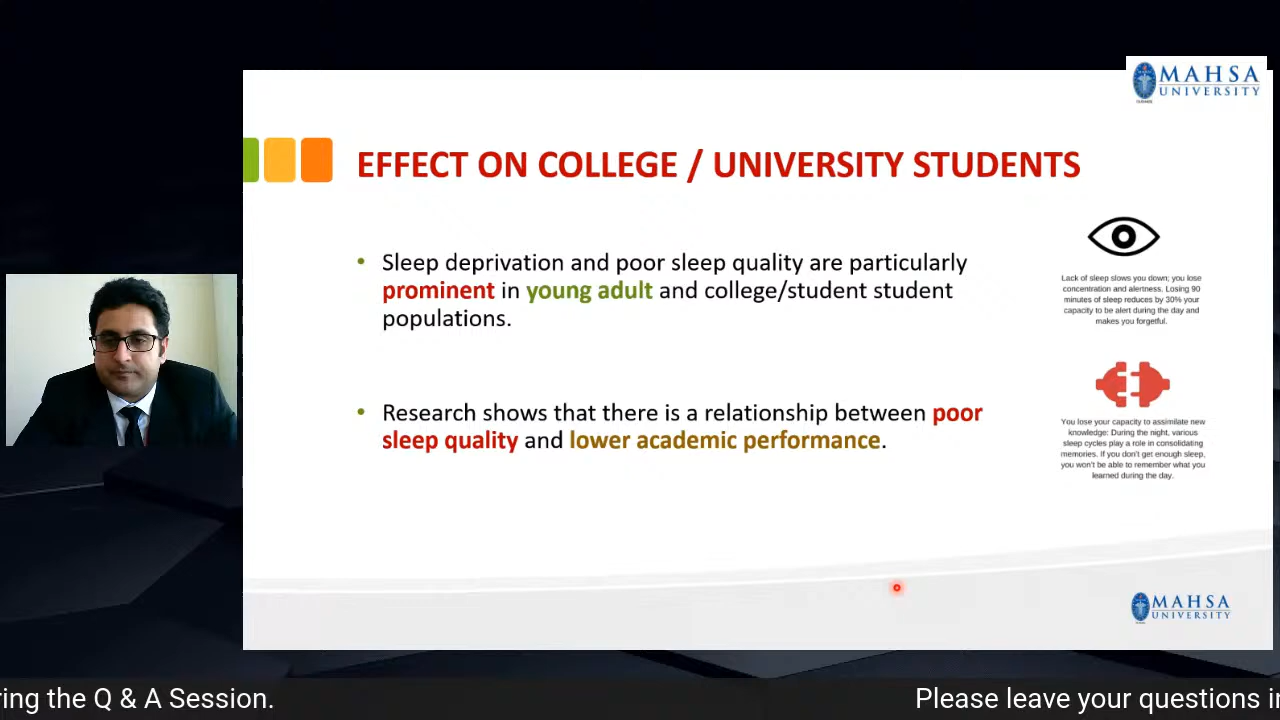 MAHSA
UNIVERSITY
EFFECT ON COLLEGE / UNIVERSITY STUDENTS
• Sleep deprivation and poor sleep quality are particularly
prominent in young adult and college/student student
populations.
• Research shows that there is a relationship between poor
sleep quality and lower academic performance.
Lack of sleep slows you down; you lose
concentration and alertness. Losing 90
minutes of sleep reduces by 30% your
capacity to be alert during the day and
makes you forgetful.
You lose your capacity to assimilate new
knowledge: During the night, various
sleep cycles play a role in consolidating
memories. If you don't get enough sleep,
you won't be able to remember what you
learned during the day.
MAHSA
UNIVERSITY
ring the Q & A Session.
Please leave your questions i